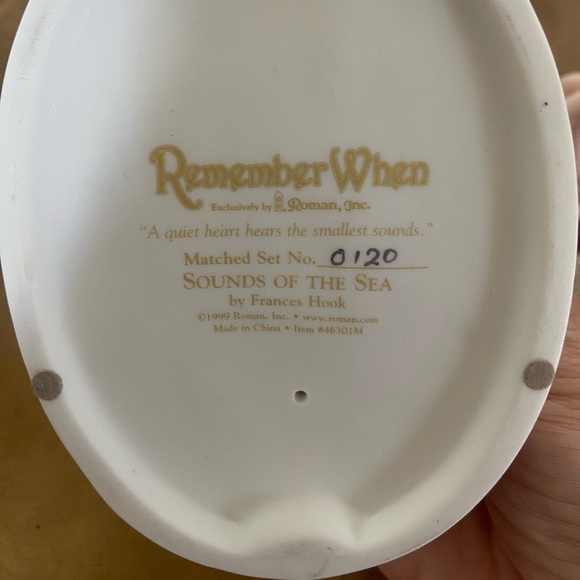 Remember When
Exclusively by Roman, Inc.
"A quiet heart hears the smallest sounds."
Matched Set No. 0120
SOUNDS OF THE SEA
by Frances Hook
©1999 Roman, Inc. • www.roman.com
Made in China • Item #46301M